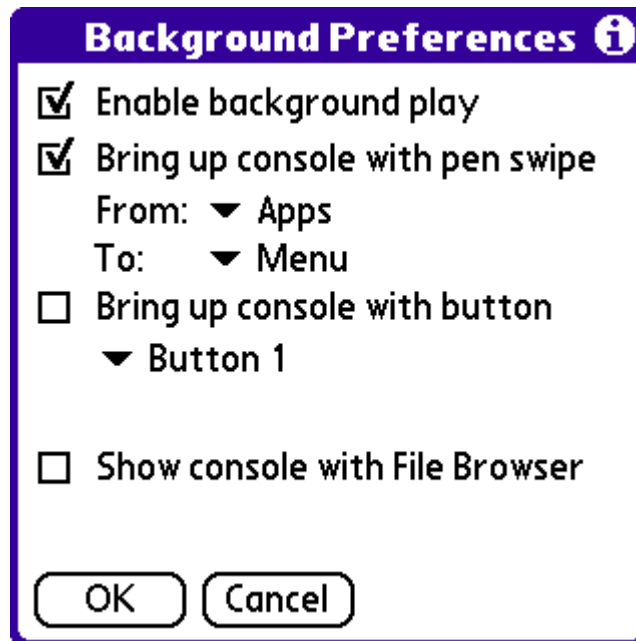 Background Preferences i
Enable background play
Bring up console with pen swipe
From: Apps
To: Menu
Bring up console with button
Button 1
Show console with File Browser
OK Cancel